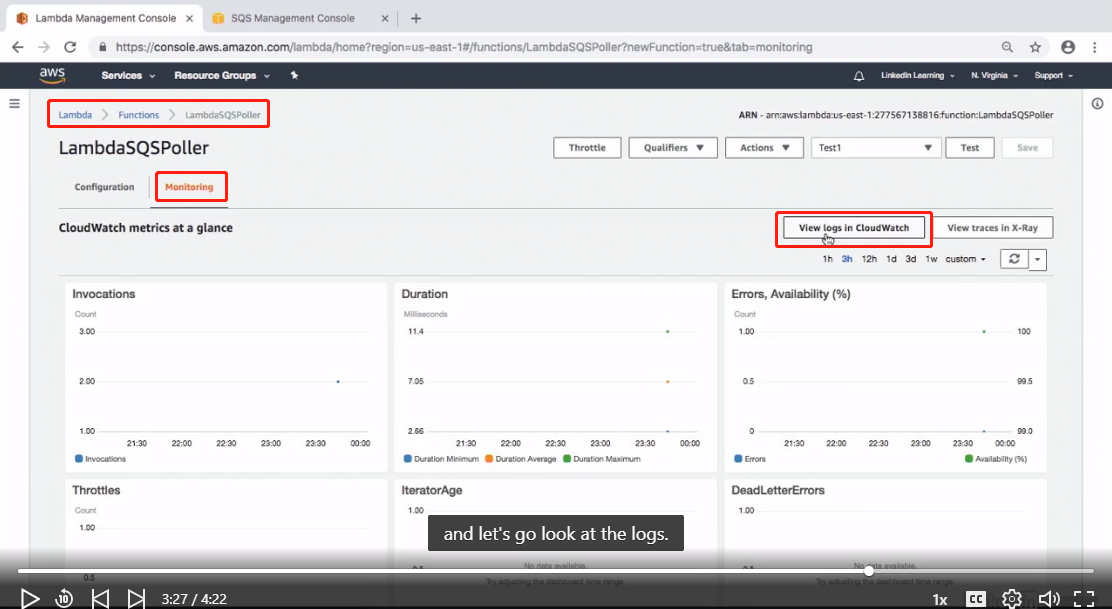 Lambda Management Console
SQS Management Console
https://console.aws.amazon.com/lambda/home?region=us-east-1#/functions/LambdaSQSPoller?newFunction=true&tab=monitoring
aws Services Resource Groups LinkedIn Learning N. Virginia Support
Lambda Functions LambdaSQSPoller
ARN - arn:aws:lambda:us-east-1:277567138816:function:LambdaSQSPoller
LambdaSQSPoller
Throttle Qualifiers Actions Test1 Test Save
Configuration Monitoring
CloudWatch metrics at a glance
View logs in CloudWatch View traces in X-Ray
1h 3h 12h 1d 3d 1w custom
Invocations
Count
3.00
2.00
1.00
21:30 22:00 22:30 23:00 23:30 00:00
Invocations
Duration
Milliseconds
11.4
7.05
2.66
21:30 22:00 22:30 23:00 23:30 00:00
Duration Minimum Duration Average Duration Maximum
Errors, Availability (%)
Count
1.00 100
0.5 99.5
0 99.0
21:30 22:00 22:30 23:00 23:30 00:00
Errors Availability (%)
Throttles
Count
1.00
0.5
IteratorAge
1.00
No data available.
Try adjusting the dashboard time range.
DeadLetterErrors
1.00
No data available.
Try adjusting the dashboard time range.
and let's go look at the logs.
10
3:27 / 4:22
1x
CC